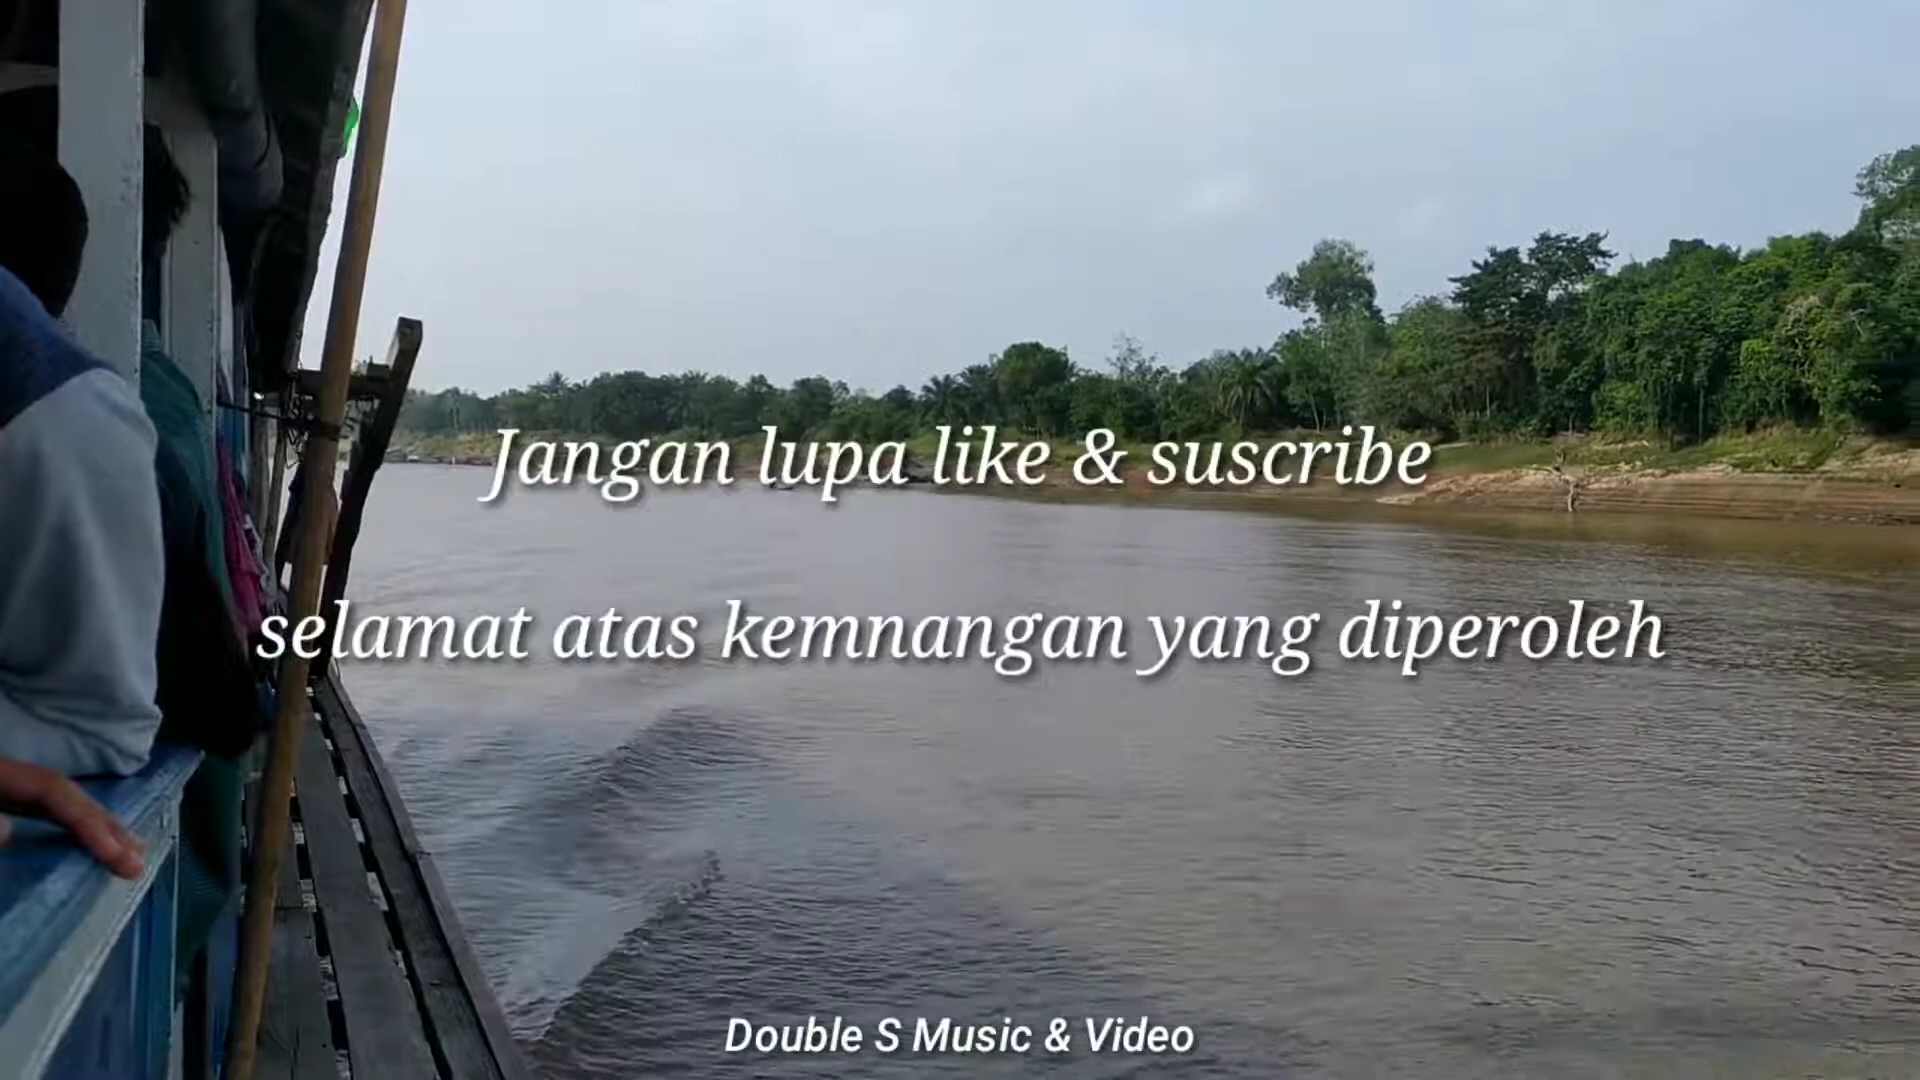 Jangan lupa like & suscribe
selamat atas kemnangan yang diperoleh
Double S Music & Video